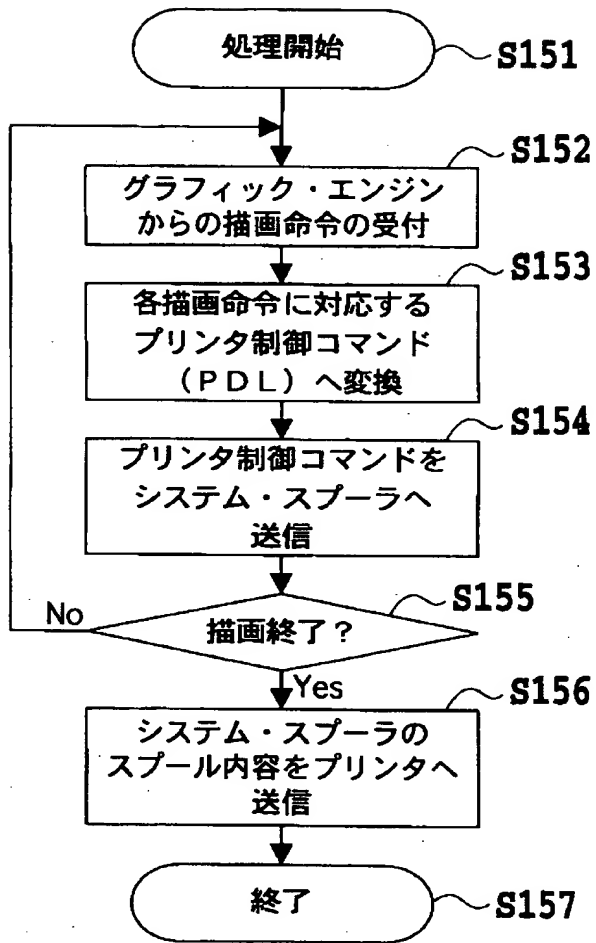 処理開始
S151
S152
グラフィック・エンジン
からの描画命令の受付
S153
各描画命令に対応する
プリンタ制御コマンド
(PDL)へ変換
S154
プリンタ制御コマンドを
システム・スプーラへ
送信
S155
描画終了?
No
Yes
S156
システム・スプーラの
スプール内容をプリンタへ
送信
終了
S157